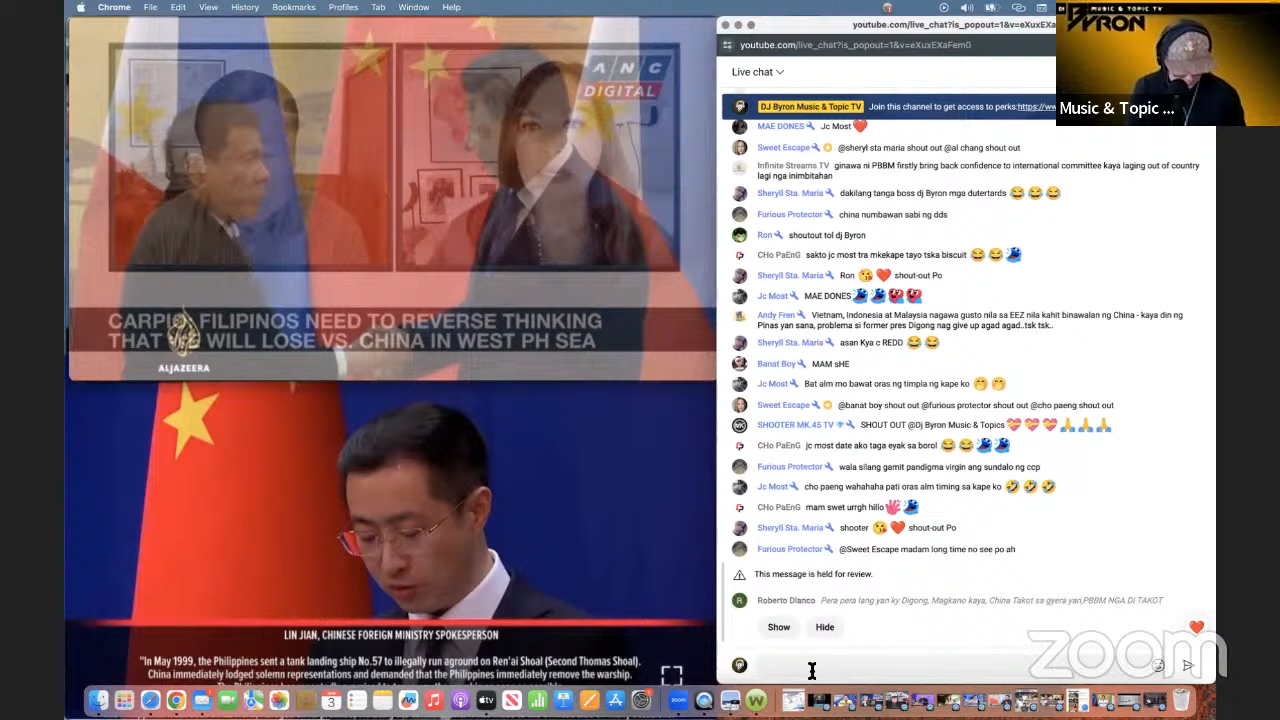 Chrome File Edit View History Bookmarks Profiles Tab Window Help
youtube.com/live_chat?is_popout=1&v=eXuxEXa
youtube.com/live_chat?is_popout=1&v=eXuxEXaFem0
Live chat
DJ Byron Music & Topic TV Join this channel to get access to perks:https://ww
MAE DONES Jc Most❤️
Sweet Escape @sheryl sta maria shout out @al chang shout out
Infinite Streams TV ginawa ni PBBM firstly bring back confidence to international committee kaya laging out of country
lagi nga inimbitahan
Sheryll Sta. Maria dakilang tanga boss dj Byron mga dutertards 😂😂😂
Furious Protector china numbawan sabi ng dds
Ron shoutout tol dj Byron
CHo PaEnG sakto jc most tra mkekape tayo tska biscuit 😂😂
Sheryll Sta. Maria Ron 😘❤️ shout-out Po
Jc Most MAE DONES
Andy Fren Vietnam, Indonesia at Malaysia nagawa gusto nila sa EEZ nila kahit binawalan ng China - kaya din ng
Pinas yan sana, problema si former pres Digong nag give up agad agad..tsk tsk..
Sheryll Sta. Maria asan Kya c REDD 😂😂
Banat Boy MAM sHE
Jc Most Bat alm mo bawat oras ng timpla ng kape ko 🤭🤭
Sweet Escape @banat boy shout out @furious protector shout out @cho paeng shout out
SHOOTER MK.45 TV SHOUT OUT @Dj Byron Music & Topics 💝💝💝🙏🙏🙏
CHo PaEnG jc most date ako taga eyak sa borol 😂😂
Furious Protector wala silang gamit pandigma virgin ang sundalo ng ccp
Jc Most cho paeng wahahaha pati oras alm timing sa kape ko 🤣🤣🤣
CHo PaEnG mam swet urrgh hillo
Sheryll Sta. Maria shooter 😘❤️ shout-out Po
Furious Protector @Sweet Escape madam long time no see po ah
This message is held for review.
Roberto Dianco Pera pera lang yan ky Digong, Magkano kaya, China Takot sa gyera yan,PBBM NGA DI TAKOT
Show Hide
DJ MUSIC & TOPIC TV
BYRON
Music & Topic ...
ANC
DIGITAL
CARPIO: FILIPINOS NEED TO REVERSE THINKING
THAT WE WILL LOSE VS. CHINA IN WEST PH SEA
ALJAZEERA
LIN JIAN, CHINESE FOREIGN MINISTRY SPOKESPERSON
"In May 1999, the Philippines sent a tank landing ship No.57 to illegally run aground on Ren'ai Shoal (Second Thomas Shoal).
China immediately lodged solemn representations and demanded that the Philippines immediately remove the warship.
zoom